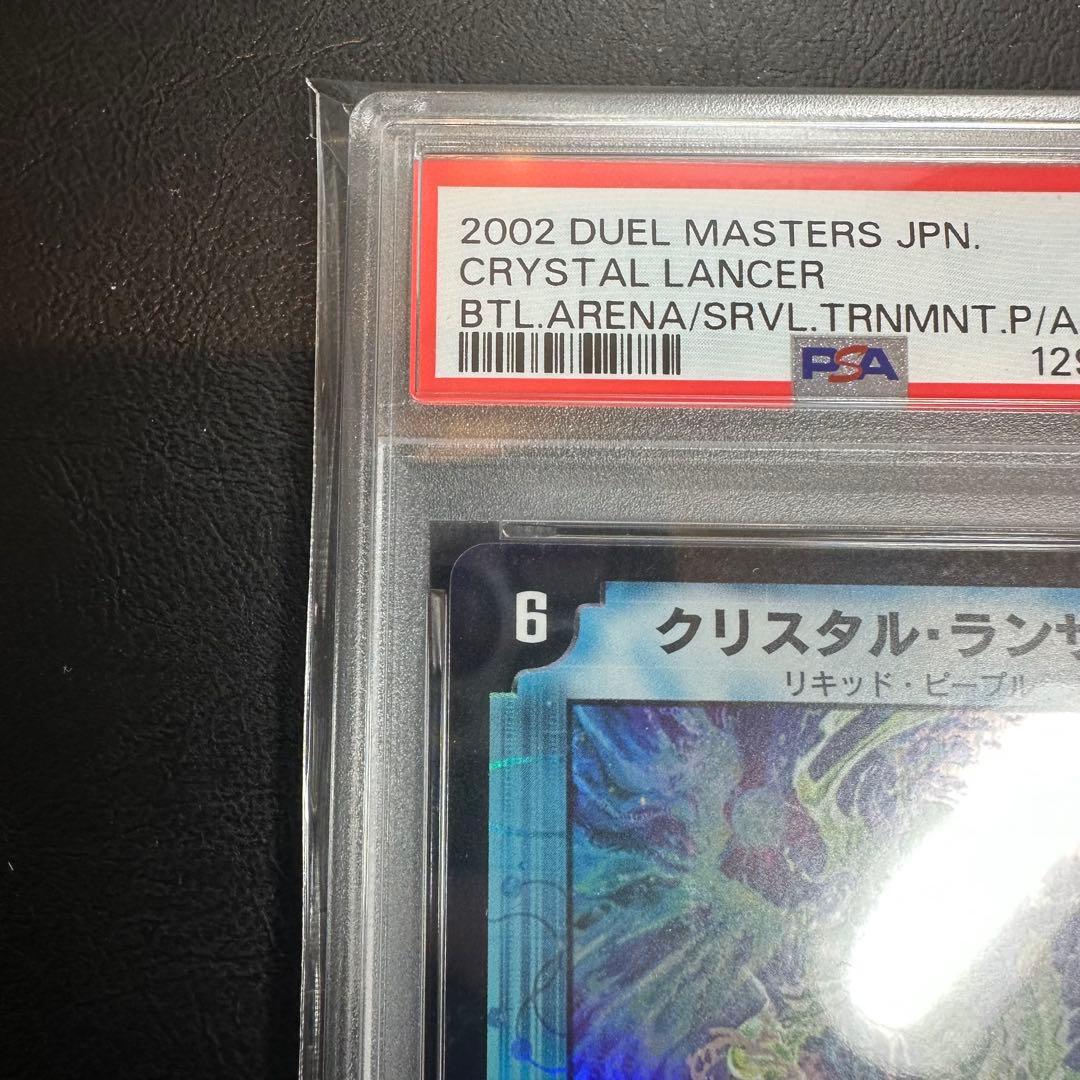 2002 DUEL MASTERS JPN.
CRYSTAL LANCER
BTL.ARENA/SRVL.TRNMNT.P/A
PSA
129
6
クリスタル・ランサ
リキッド・ピープル